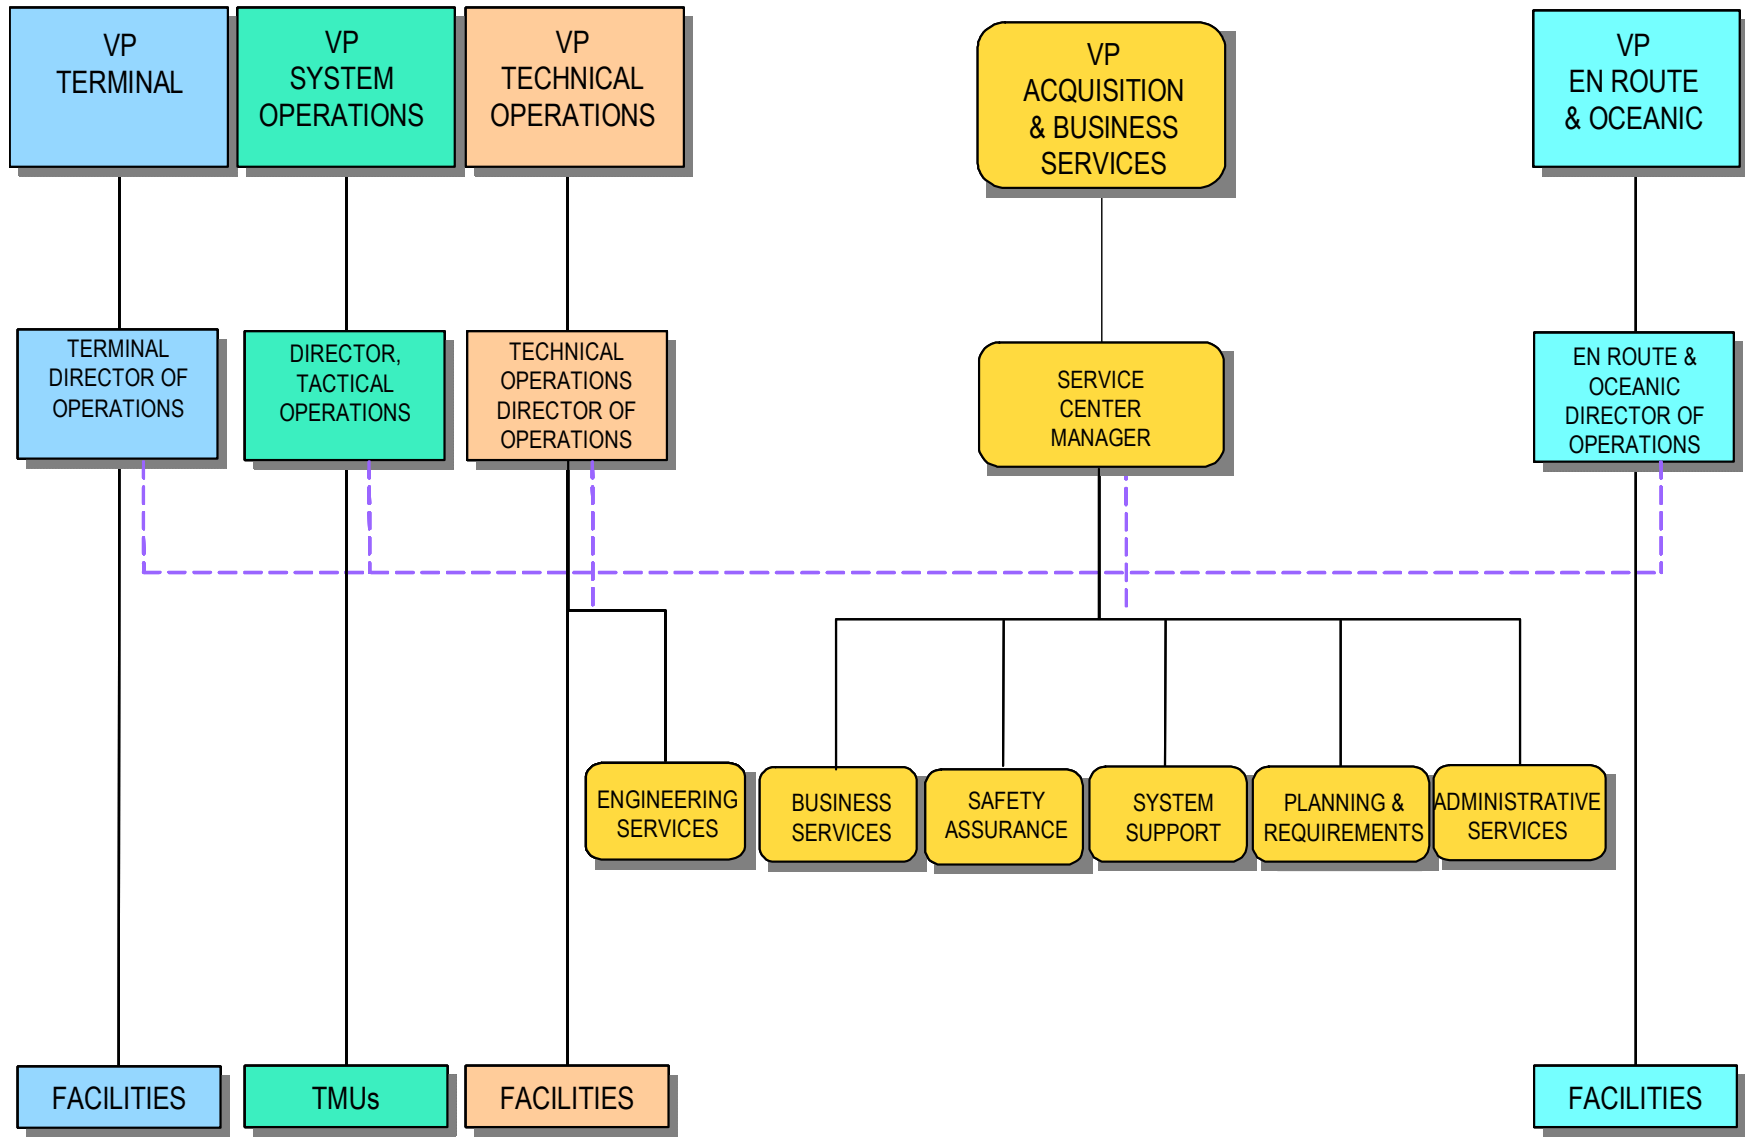 VP
TERMINAL
VP
SYSTEM
OPERATIONS
VP
TECHNICAL
OPERATIONS
VP
ACQUISITION
& BUSINESS
SERVICES
VP
EN ROUTE
& OCEANIC
TERMINAL
DIRECTOR OF
OPERATIONS
DIRECTOR,
TACTICAL
OPERATIONS
TECHNICAL
OPERATIONS
DIRECTOR OF
OPERATIONS
SERVICE
CENTER
MANAGER
EN ROUTE &
OCEANIC
DIRECTOR OF
OPERATIONS
ENGINEERING
SERVICES
BUSINESS
SERVICES
SAFETY
ASSURANCE
SYSTEM
SUPPORT
PLANNING &
REQUIREMENTS
ADMINISTRATIVE
SERVICES
FACILITIES
TMUs
FACILITIES
FACILITIES